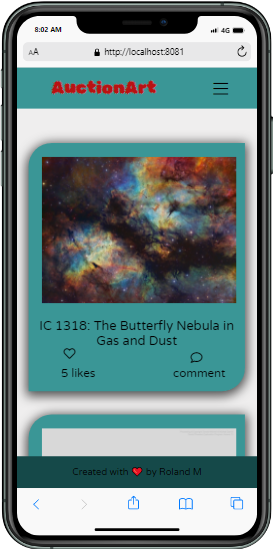 8:02 AM 4G
AA http://localhost:8081
AuctionArt
IC 1318: The Butterfly Nebula in
Gas and Dust
5 likes comment
Created with ❤️ by Roland M